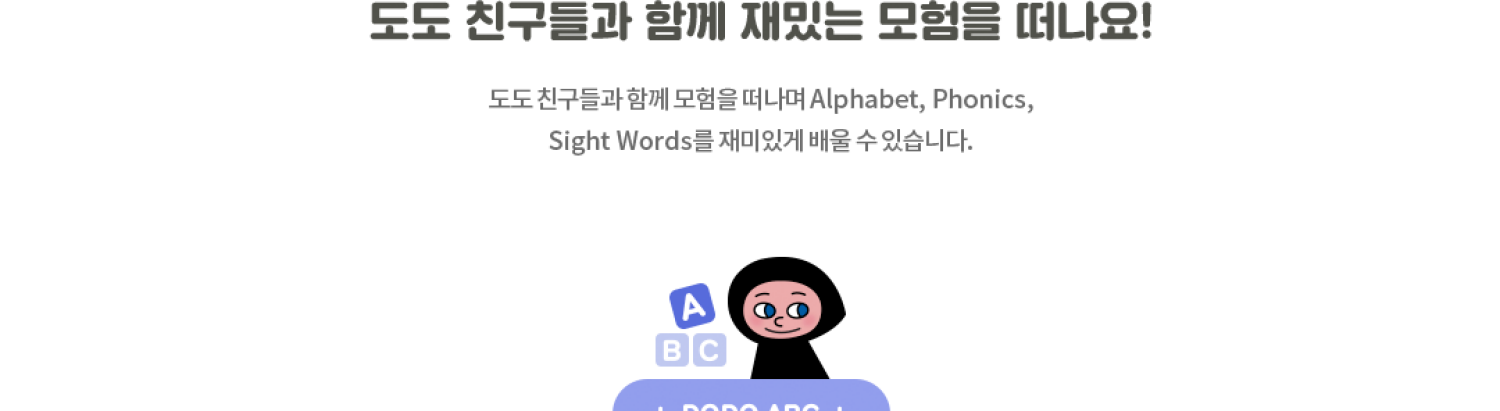 도도 친구들과 함께 재밌는 모험을 떠나요!
도도 친구들과 함께 모험을 떠나며 Alphabet, Phonics,
Sight Words를 재미있게 배울 수 있습니다.
A
B C
DODO ABC